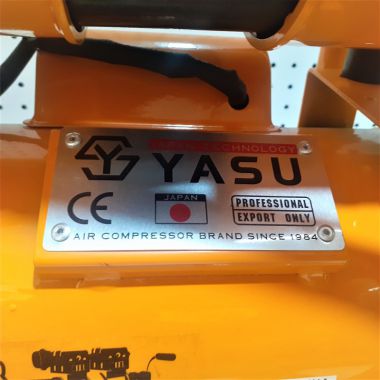 JAPAN TECHNOLOGY
YASU
CE
JAPAN
PROFESSIONAL
EXPORT ONLY
AIR COMPRESSOR BRAND SINCE 1984